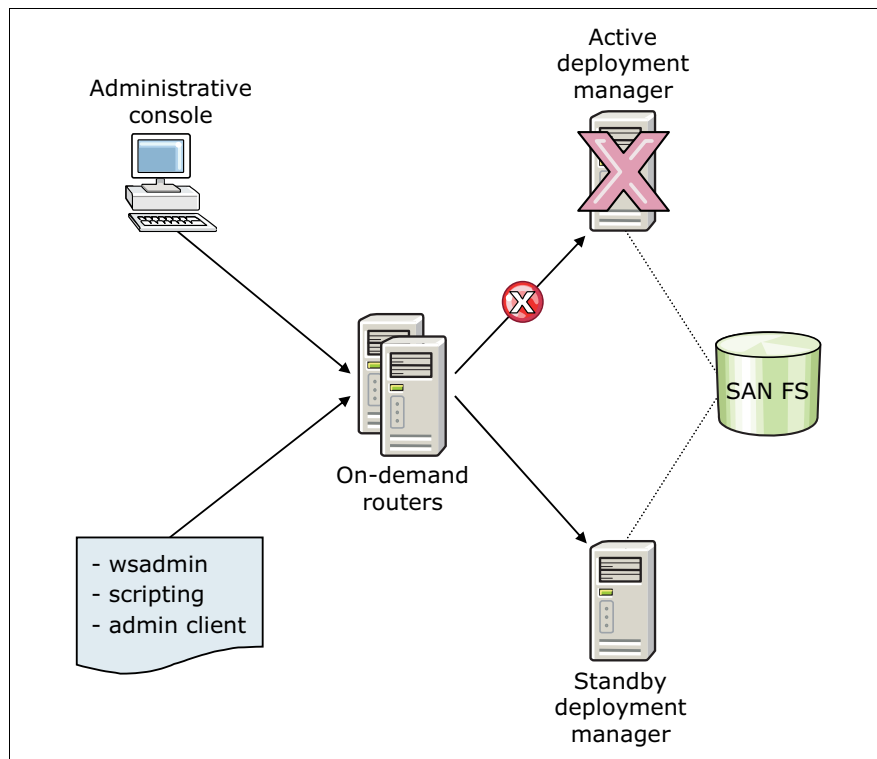 Active
deployment
manager
Administrative
console
X
SAN FS
On-demand
routers
- wsadmin
- scripting
- admin client
Standby
deployment
manager